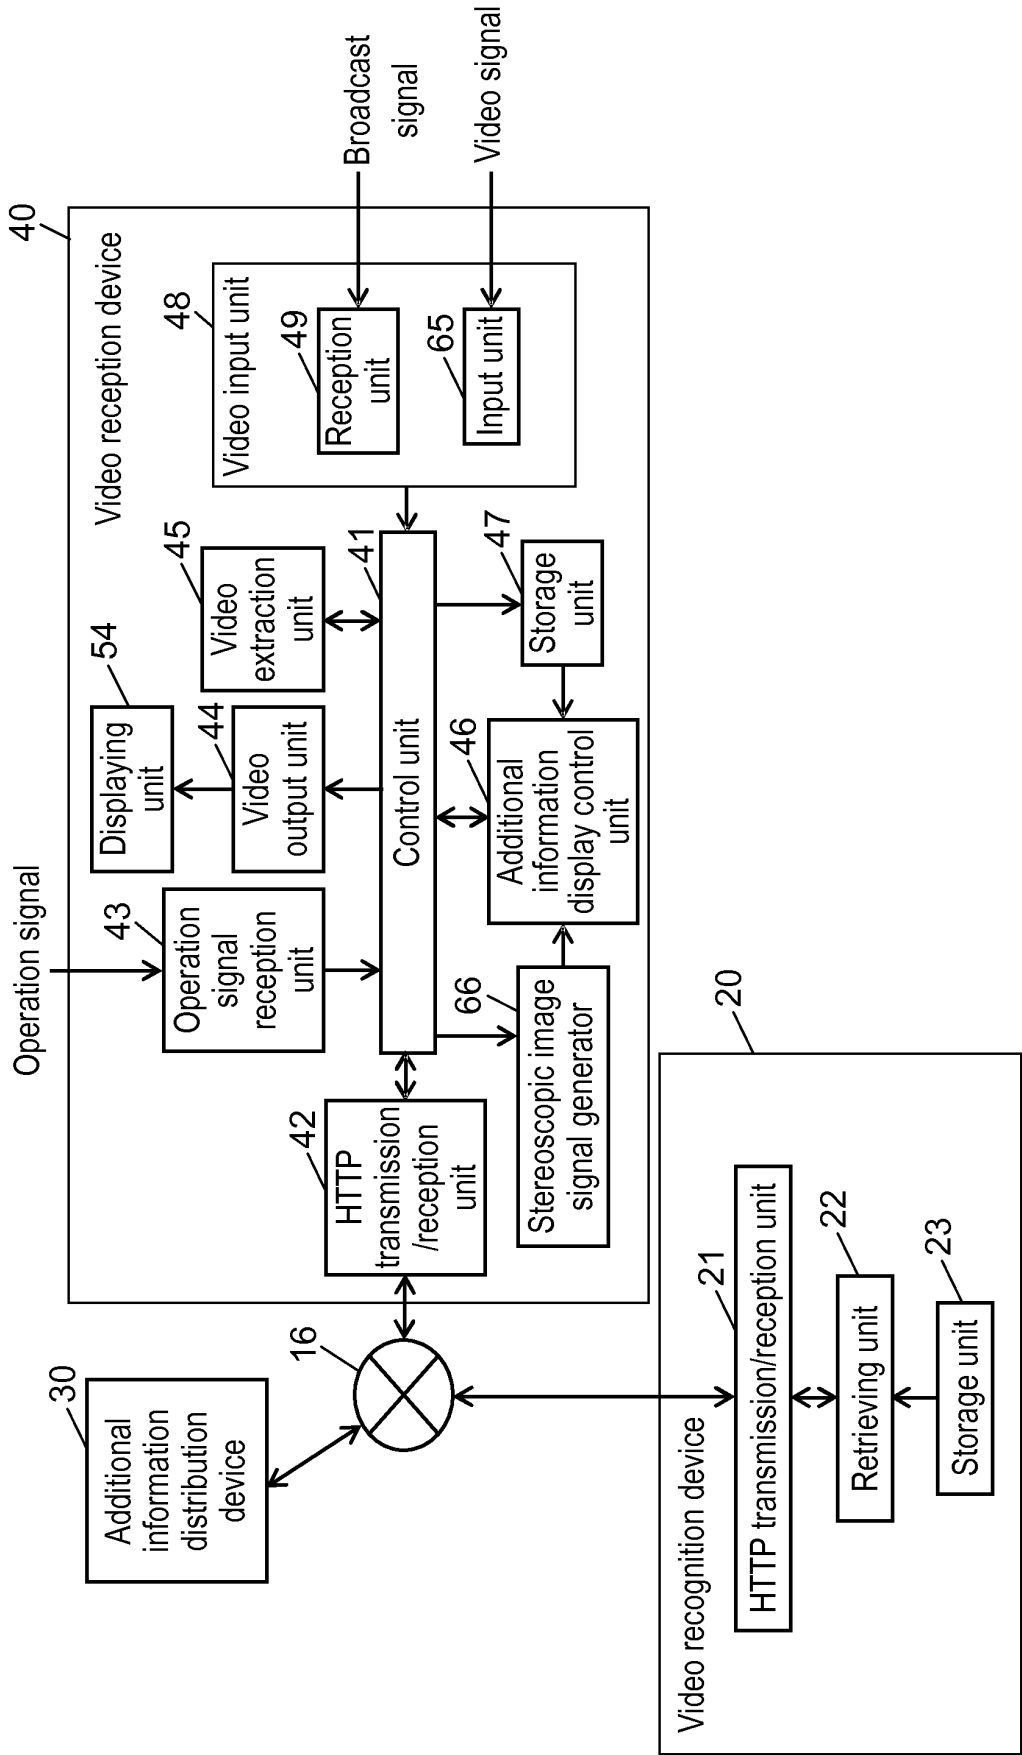 30
Additional
information
distribution
device
16
Operation signal
40
Video reception device
42
HTTP
transmission
/reception
unit
43
Operation
signal
reception
unit
54
Displaying
unit
44
Video
output unit
45
Video
extraction
unit
48
Video input unit
49
Reception
unit
65
Input unit
Broadcast
signal
Video signal
41
Control unit
66
Stereoscopic image
signal generator
46
Additional
information
display control
unit
47
Storage
unit
20
Video recognition device
21
HTTP transmission/reception unit
22
Retrieving unit
23
Storage unit